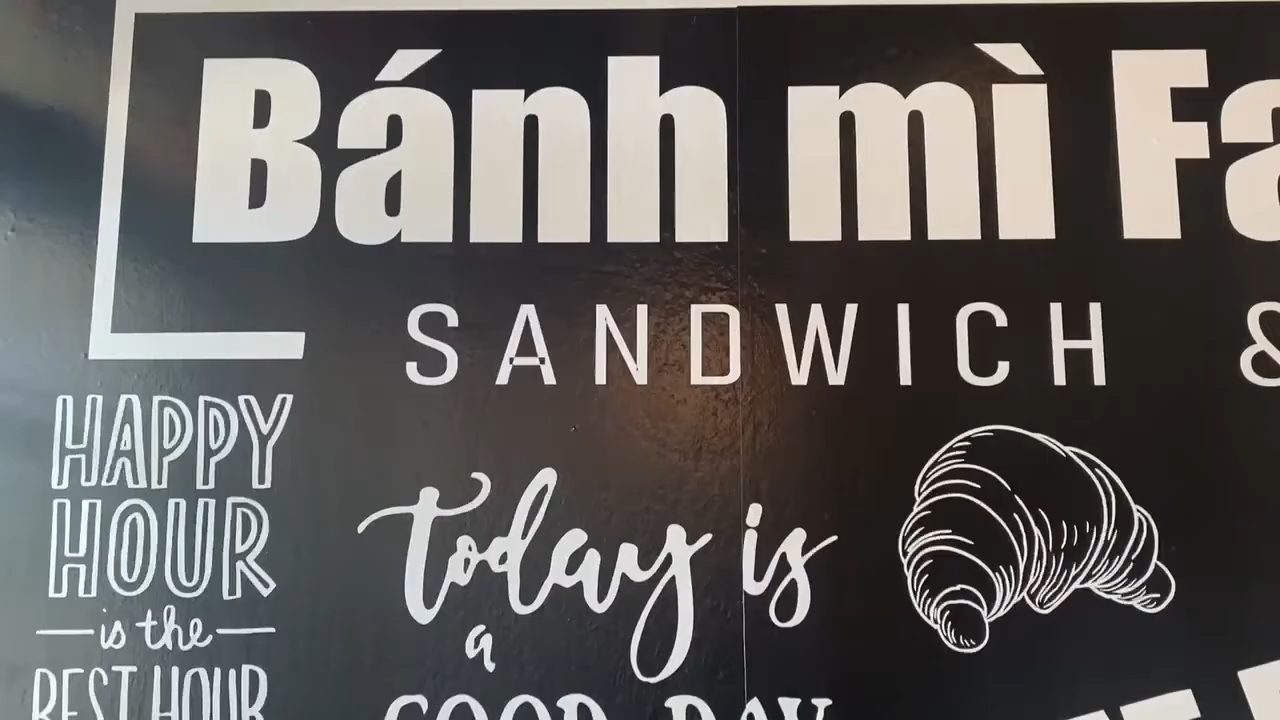 Bánh mì Fa
SANDWICH &
HAPPY
HOUR
is the
BEST HOUR
today is
a
GOOD DAY